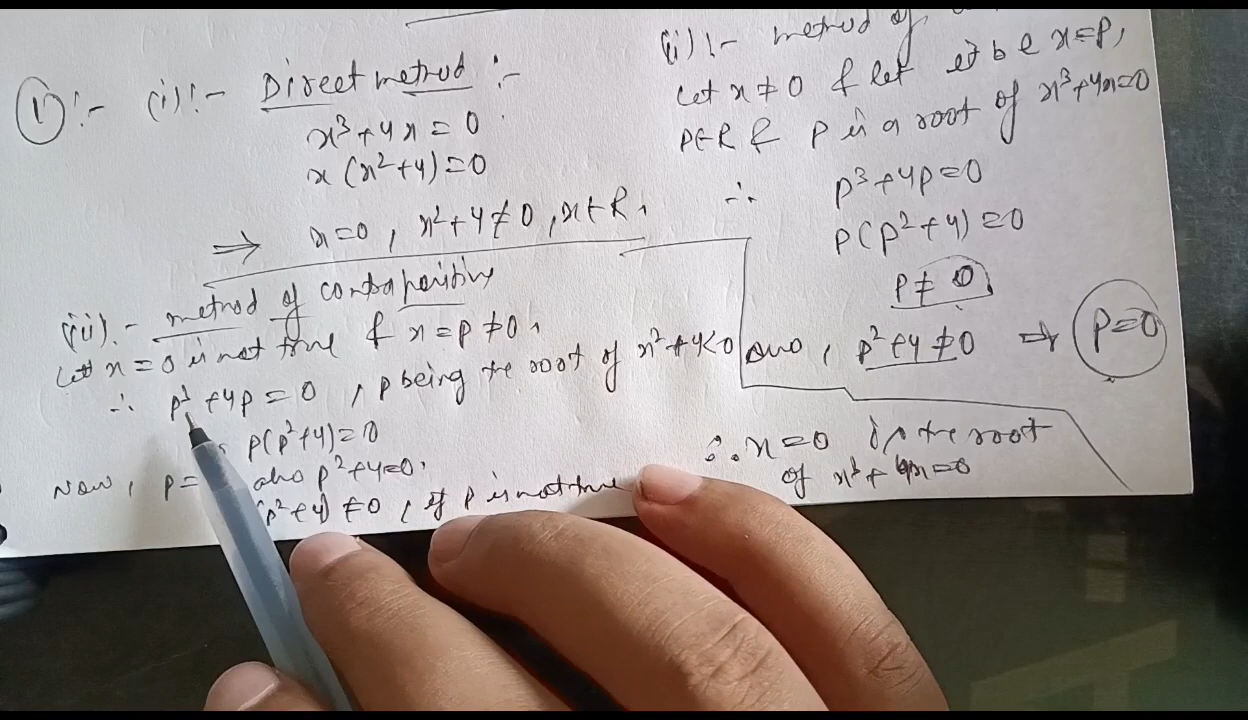 (1):- (i):- Direct method :-
x³+4x = 0
x (x²+4)=0
⇒ x=0, x²+4≠0, x∈R,
(ii):- method of
Let x≠0 & let it be x=p,
p∈R & p is a root of x³+4x=0
∴ p³+4p=0
p(p²+4)=0
p≠0
also, p²+4≠0 ⇒ p=0
∴ x=0 is the root
of x³+4x=0
(iii).- method of contrapositive
Let x=0 is not true & x=p≠0,
∴ p³+4p=0, p being the root of x²+4<0
p(p²+4)=0
Now, p= also p²+4=0.
p²+4) ≠0, if p is not true